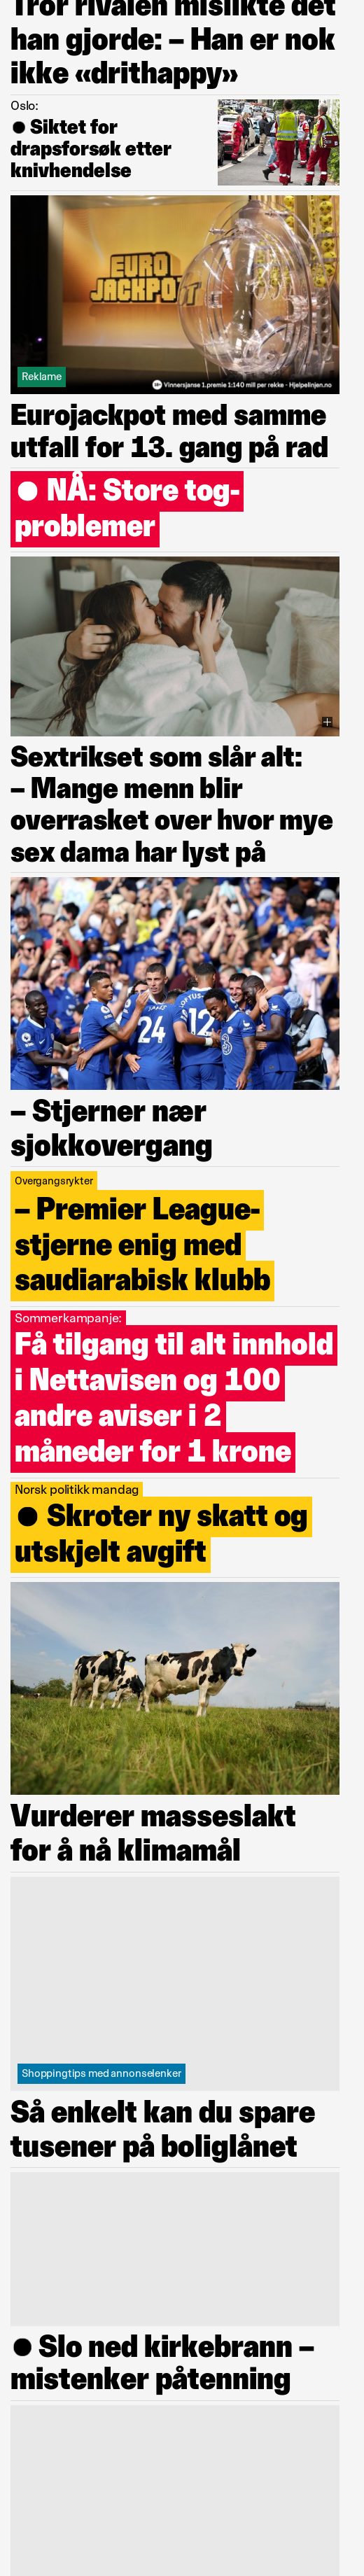 Tror rivalen mislikte det
han gjorde: – Han er nok
ikke «drithappy»
Oslo:
● Siktet for
drapsforsøk etter
knivhendelse
EURO
JACKPOT
Reklame
18+ Vinnersjanse 1.premie 1:140 mill per rekke - Hjelpelinjen.no
Eurojackpot med samme
utfall for 13. gang på rad
● NÅ: Store tog-
problemer
Sextrikset som slår alt:
– Mange menn blir
overrasket over hvor mye
sex dama har lyst på
24
LOFTUS-
12
– Stjerner nær
sjokkovergang
Overgangsrykter
– Premier League-
stjerne enig med
saudiarabisk klubb
Sommerkampanje:
Få tilgang til alt innhold
i Nettavisen og 100
andre aviser i 2
måneder for 1 krone
Norsk politikk mandag
● Skroter ny skatt og
utskjelt avgift
Vurderer masseslakt
for å nå klimamål
Shoppingtips med annonselenker
Så enkelt kan du spare
tusener på boliglånet
● Slo ned kirkebrann –
mistenker påtenning